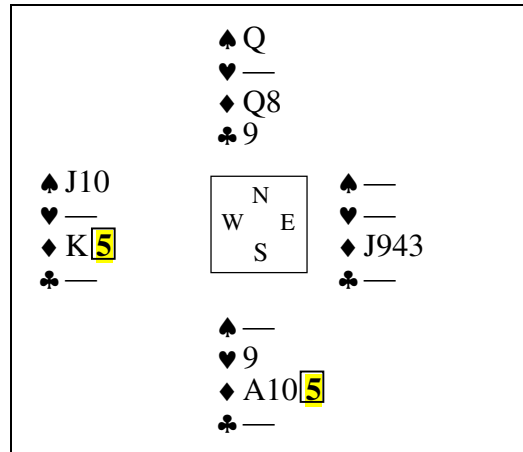 ♠ Q
♥ —
♦ Q8
♣ 9
♠ J10
♥ —
♦ K5
♣ —
N
W E
S
♠ —
♥ —
♦ J943
♣ —
♠ —
♥ 9
♦ A105
♣ —